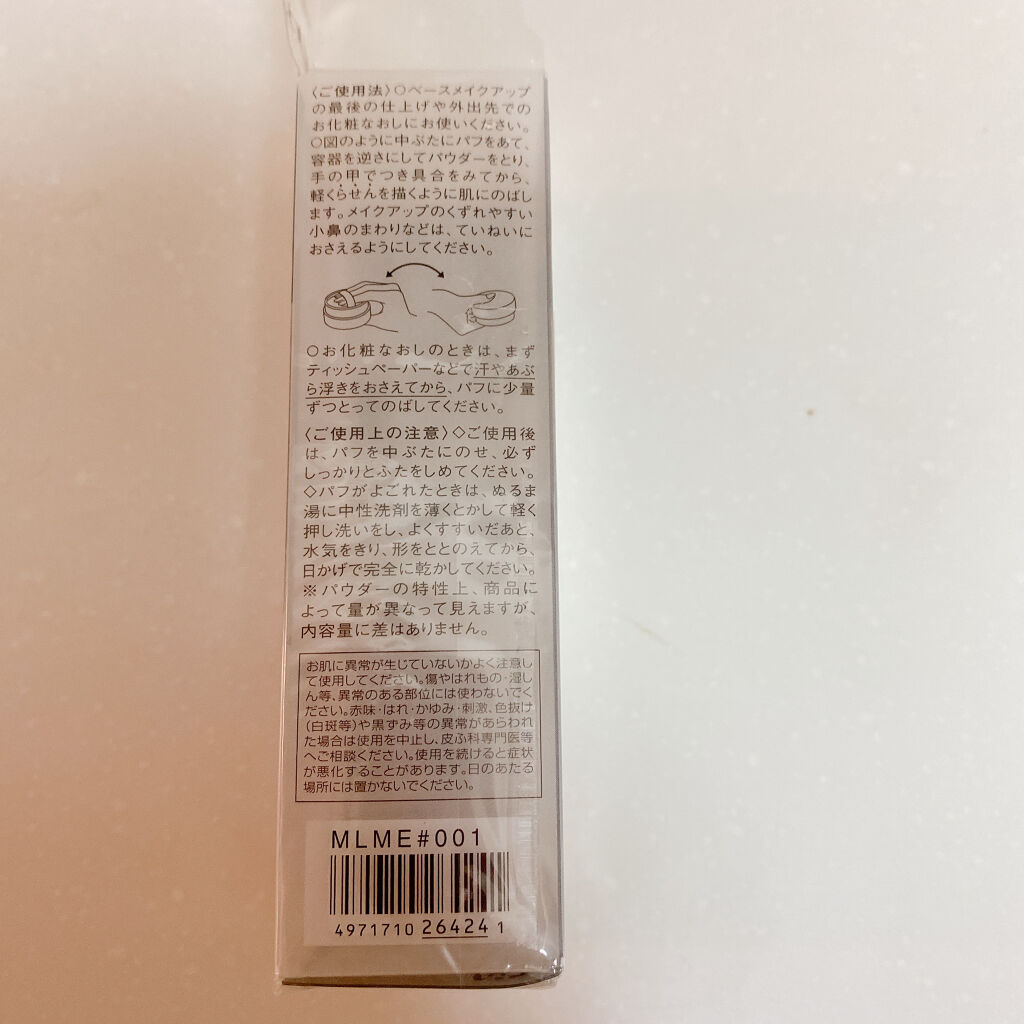 〈ご使用法〉○ベースメイクアップ
の最後の仕上げや外出先での
お化粧なおしにお使いください。
○図のように中ぶたにパフをあて、
容器を逆さにしてパウダーをとり、
手の甲でつき具合をみてから、
軽くらせんを描くように肌にのばし
ます。メイクアップのくずれやすい
小鼻のまわりなどは、ていねいに
おさえるようにしてください。
○お化粧なおしのときは、まず
ティッシュペーパーなどで汗やあぶ
ら浮きをおさえてから、パフに少量
ずつとってのばしてください。
〈ご使用上の注意〉◇ご使用後
は、パフを中ぶたにのせ、必ず
しっかりとふたをしめてください。
◇パフがよごれたときは、ぬるま
湯に中性洗剤を薄くとかして軽く
押し洗いをし、よくすすいだあと、
水気をきり、形をととのえてから、
日かげで完全に乾かしてください。
※パウダーの特性上、商品に
よって量が異なって見えますが、
内容量に差はありません。
お肌に異常が生じていないかよく注意し
て使用してください。傷やはれもの・湿し
ん等、異常のある部位には使わないでく
ださい。赤味・はれ・かゆみ・刺激、色抜け
(白斑等)や黒ずみ等の異常があらわれ
た場合は使用を中止し、皮ふ科専門医等
へご相談ください。使用を続けると症状
が悪化することがあります。日のあたる
場所には置かないでください。
MLME#001
4971710 26424 1